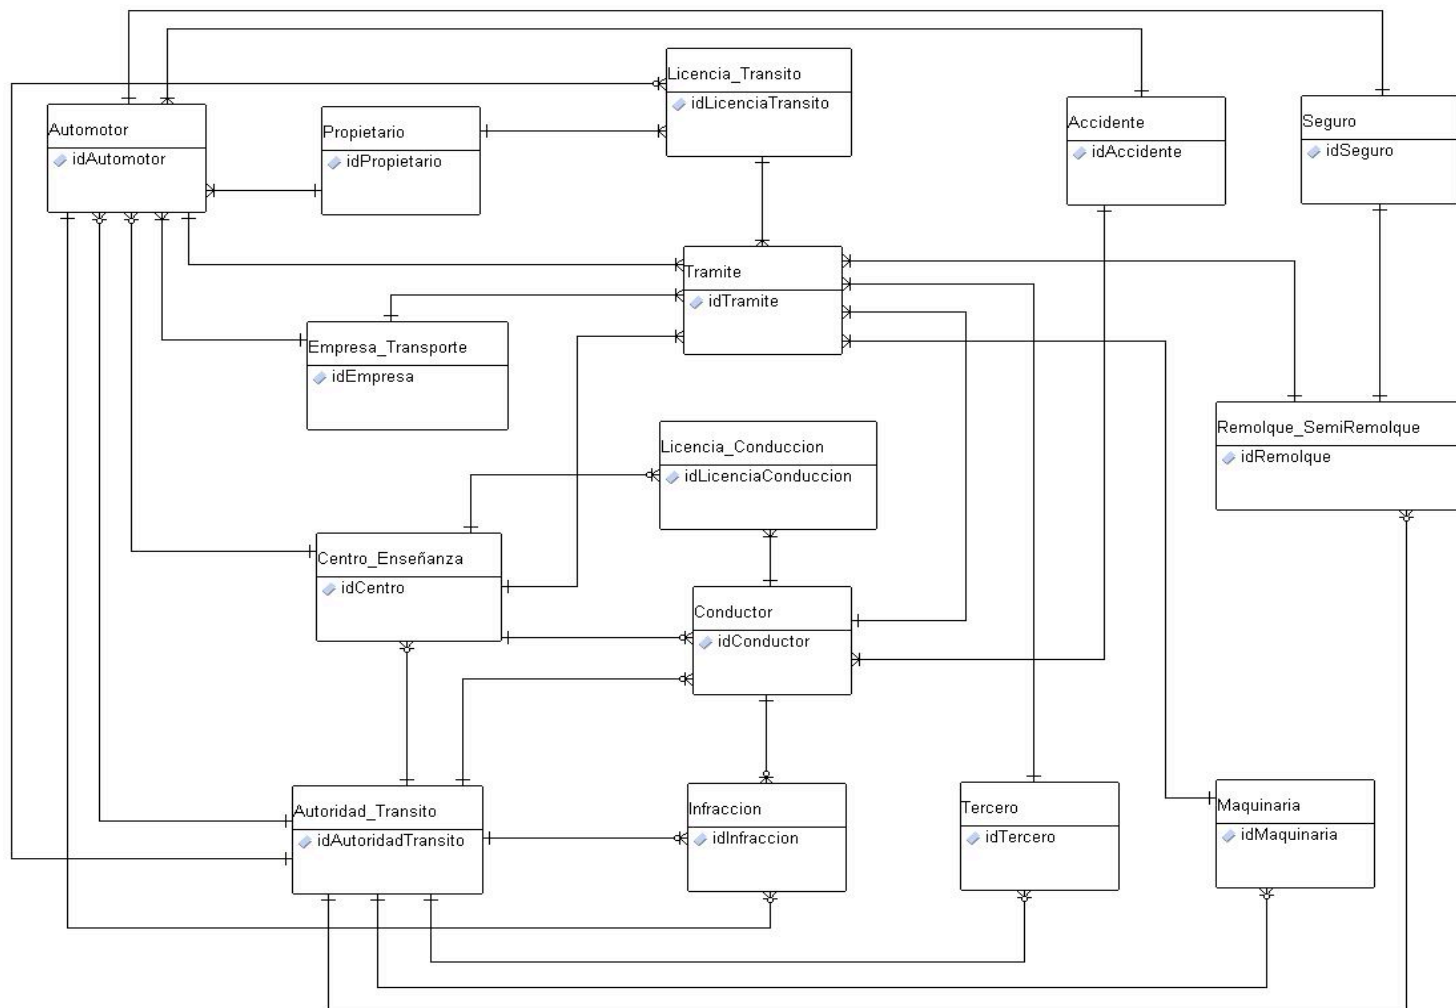 Licencia_Transito
idLicenciaTransito
Automotor
idAutomotor
Propietario
idPropietario
Accidente
idAccidente
Seguro
idSeguro
Tramite
idTramite
Empresa_Transporte
idEmpresa
Licencia_Conduccion
idLicenciaConduccion
Remolque_SemiRemolque
idRemolque
Centro_Enseñanza
idCentro
Conductor
idConductor
Autoridad_Transito
idAutoridadTransito
Infraccion
idInfraccion
Tercero
idTercero
Maquinaria
idMaquinaria